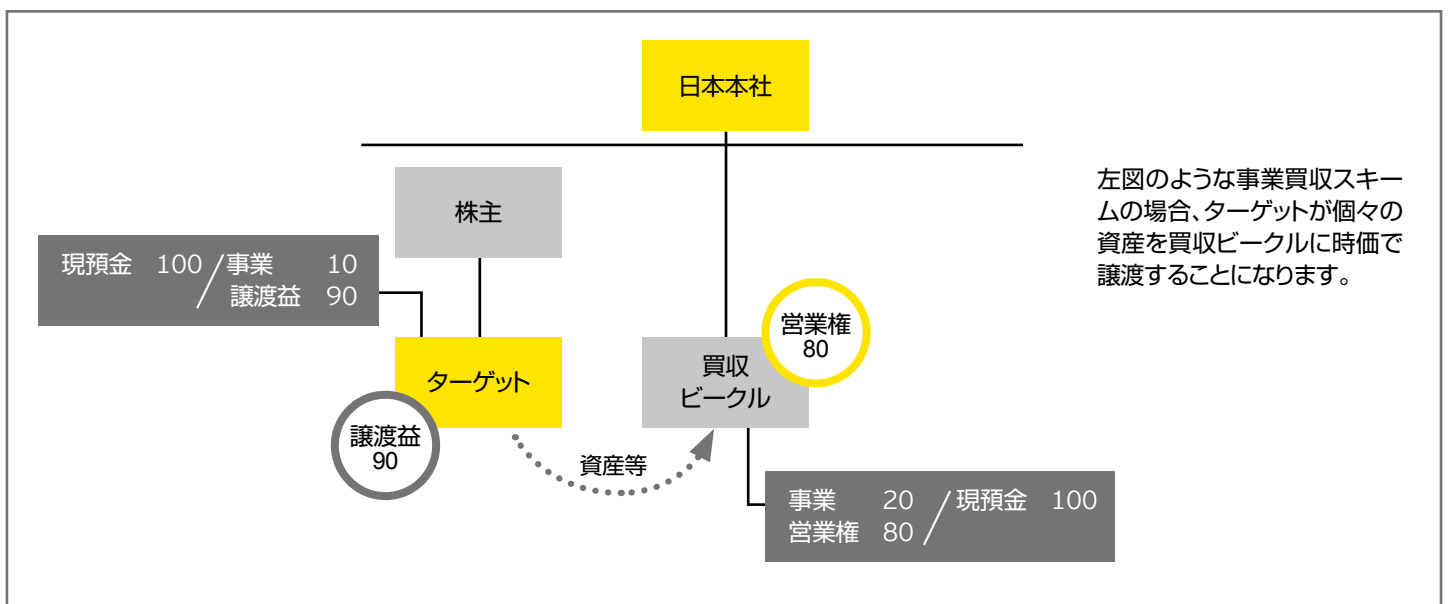 日本本社
株主
現預金 100 / 事業 10
譲渡益 90
ターゲット
譲渡益
90
資産等
買収
ビークル
営業権
80
事業 20 / 現預金 100
営業権 80
左図のような事業買収スキー
ムの場合、ターゲットが個々の
資産を買収ビークルに時価で
譲渡することになります。